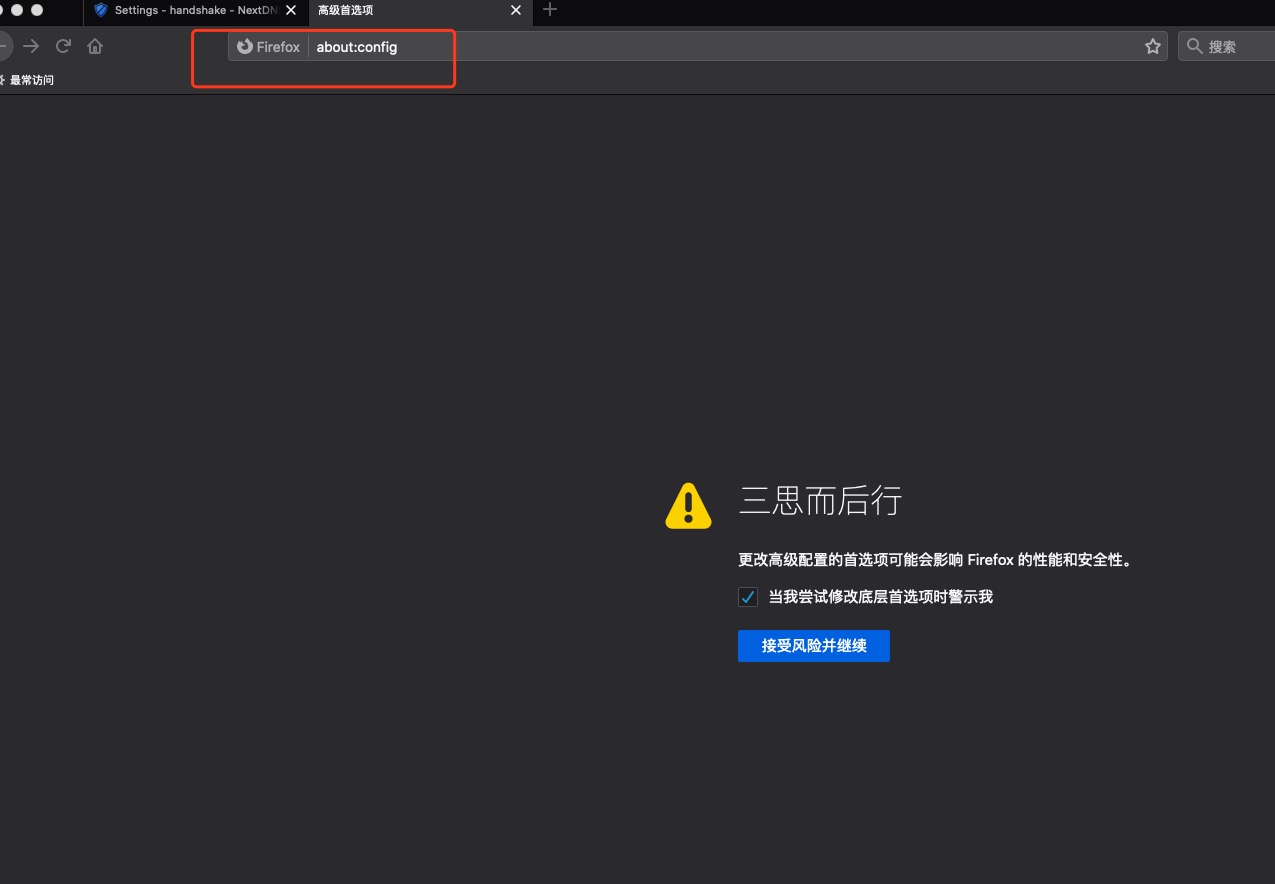 Settings - handshake - NextDN
高级首选项
Firefox
about:config
搜索
最常访问
三思而后行
更改高级配置的首选项可能会影响 Firefox 的性能和安全性。
当我尝试修改底层首选项时警示我
接受风险并继续